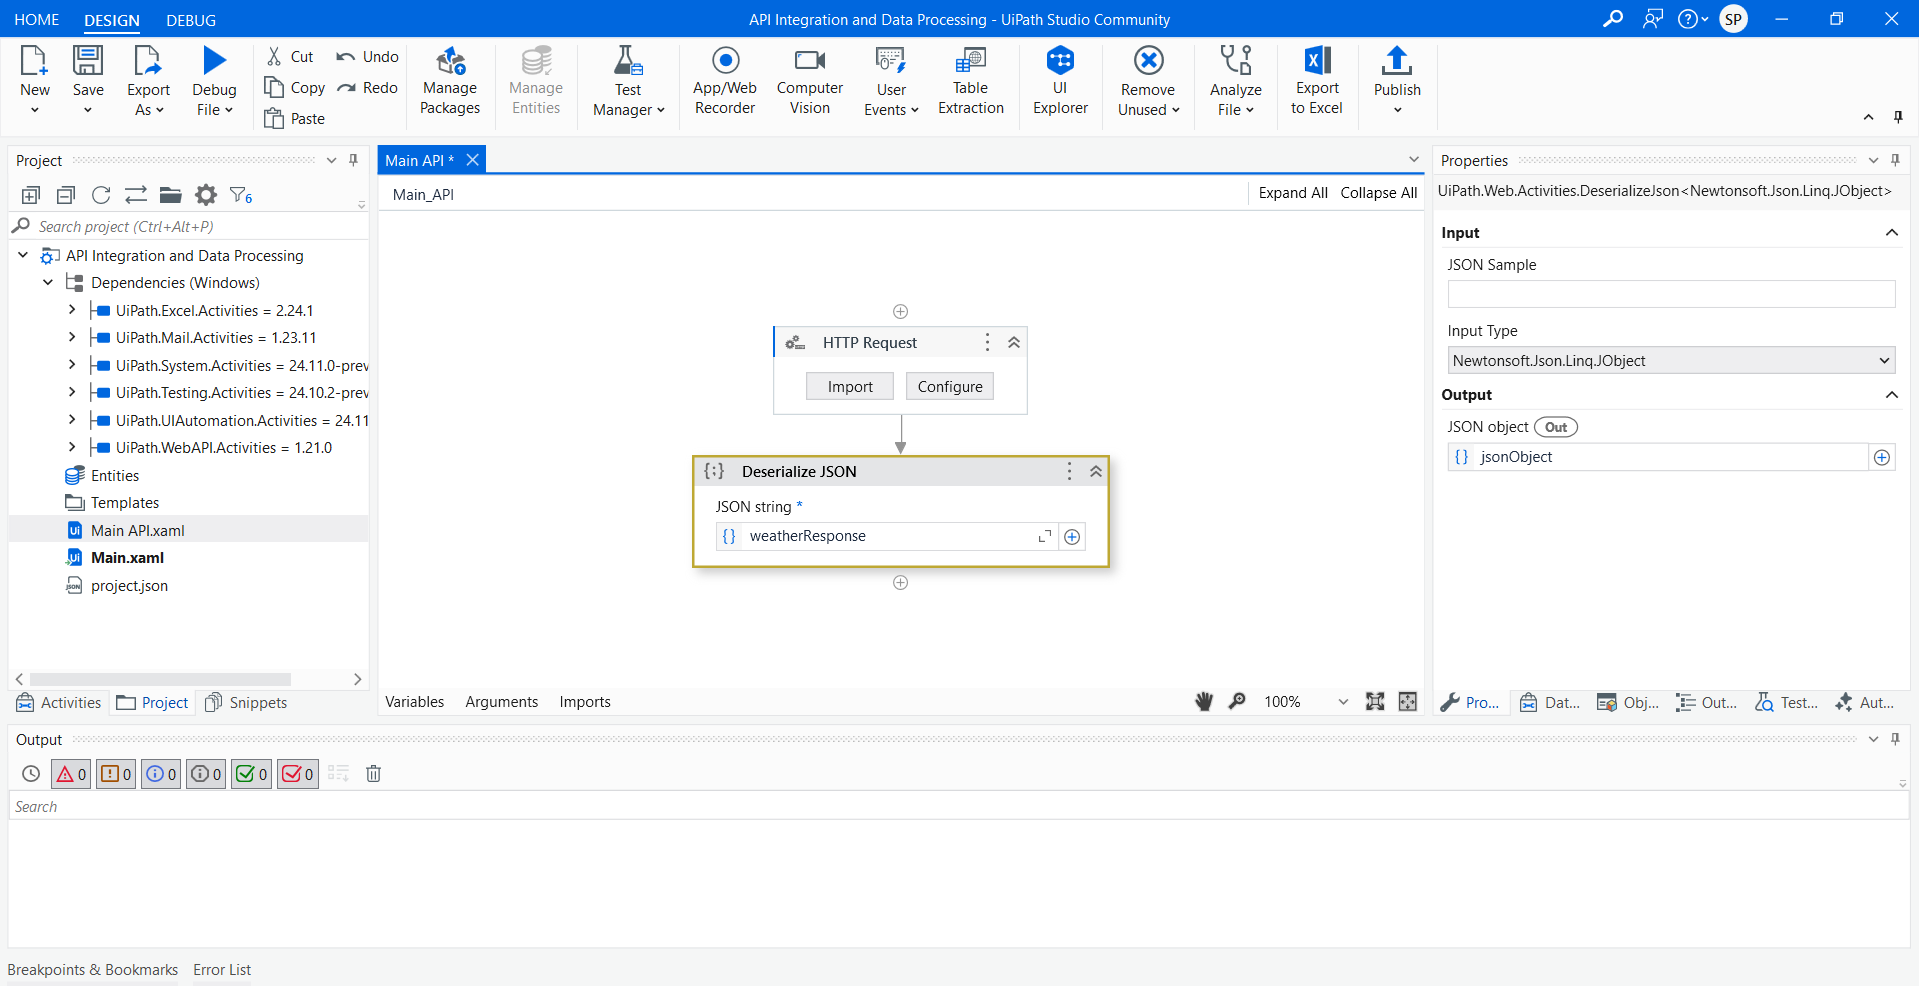 HOME DESIGN DEBUG API Integration and Data Processing - UiPath Studio Community SP
New
Save
Export As
Debug File
Cut
Copy
Paste
Undo
Redo
Manage Packages
Manage Entities
Test Manager
App/Web Recorder
Computer Vision
User Events
Table Extraction
UI Explorer
Remove Unused
Analyze File
Export to Excel
Publish
Project
6
Search project (Ctrl+Alt+P)
API Integration and Data Processing
Dependencies (Windows)
UiPath.Excel.Activities = 2.24.1
UiPath.Mail.Activities = 1.23.11
UiPath.System.Activities = 24.11.0-prev
UiPath.Testing.Activities = 24.10.2-prev
UiPath.UIAutomation.Activities = 24.11
UiPath.WebAPI.Activities = 1.21.0
Entities
Templates
Main API.xaml
Main.xaml
project.json
Activities Project Snippets
Main API *
Main_API Expand All Collapse All
HTTP Request
Import Configure
Deserialize JSON
JSON string *
weatherResponse
Variables Arguments Imports 100%
Properties
UiPath.Web.Activities.DeserializeJson<Newtonsoft.Json.Linq.JObject>
Input
JSON Sample
Input Type
Newtonsoft.Json.Linq.JObject
Output
JSON object Out
jsonObject
Pro... Dat... Obj... Out... Test... Aut...
Output
0 0 0 0 0 0
Search
Breakpoints & Bookmarks Error List